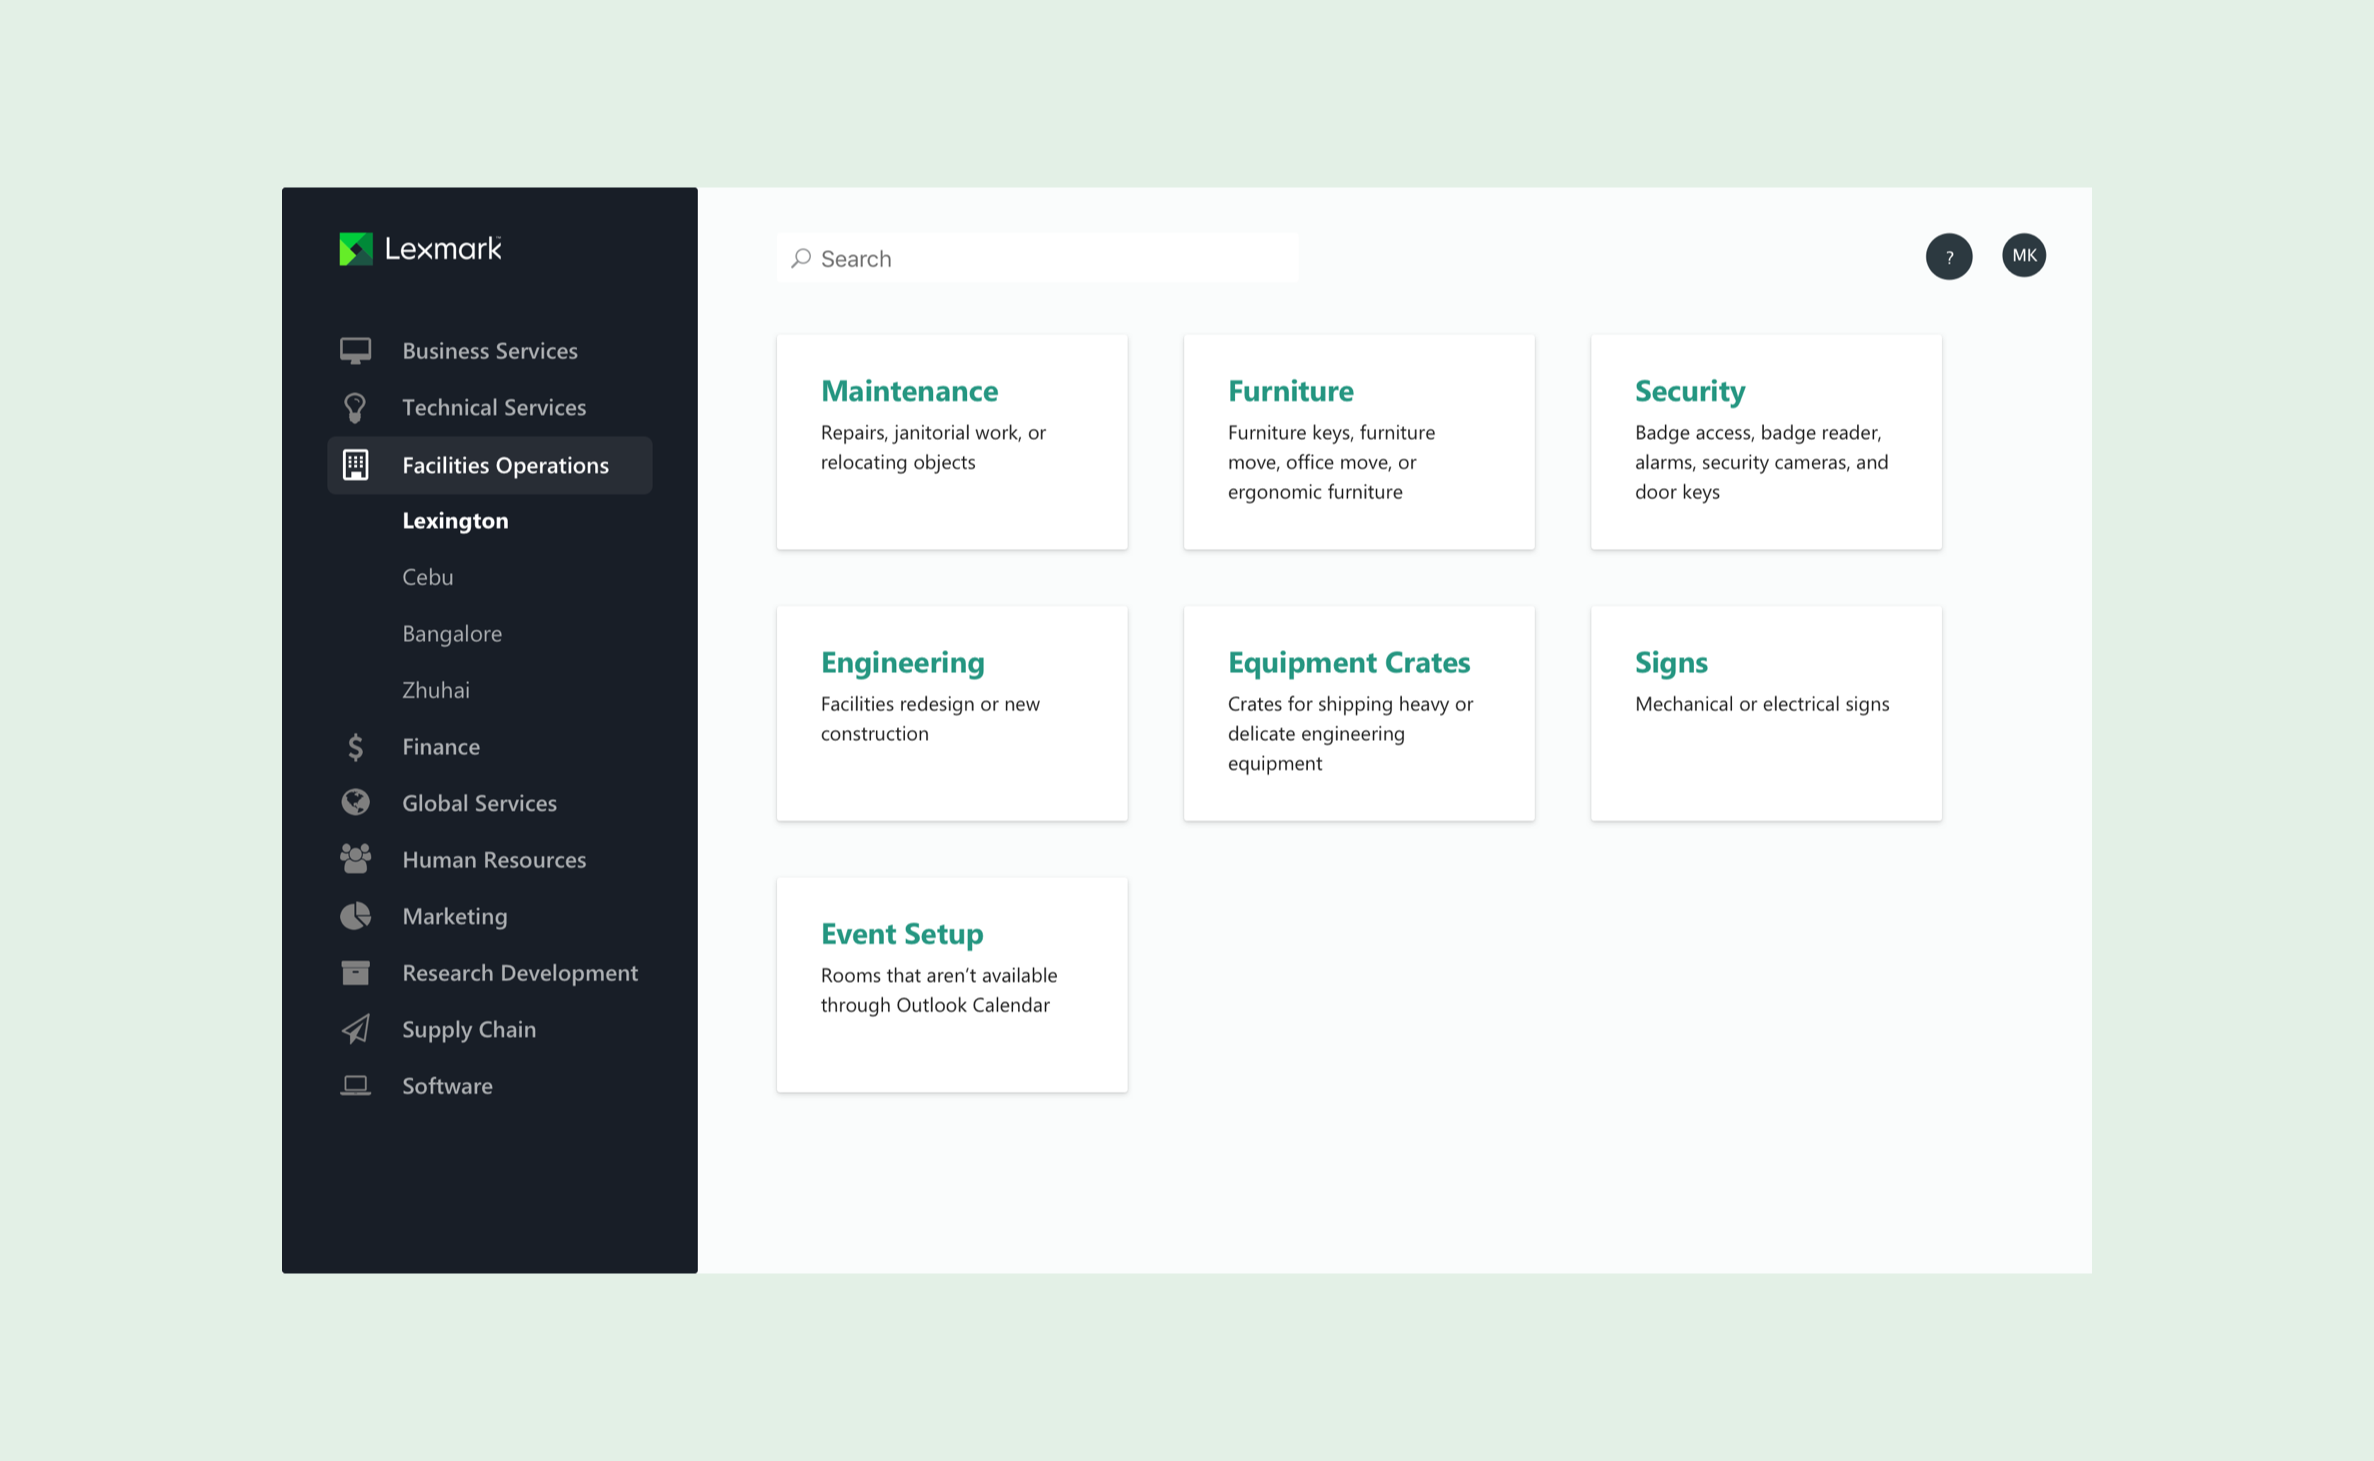 Lexmark™
Business Services
Technical Services
Facilities Operations
Lexington
Cebu
Bangalore
Zhuhai
Finance
Global Services
Human Resources
Marketing
Research Development
Supply Chain
Software
Search
?
MK
Maintenance
Repairs, janitorial work, or
relocating objects
Furniture
Furniture keys, furniture
move, office move, or
ergonomic furniture
Security
Badge access, badge reader,
alarms, security cameras, and
door keys
Engineering
Facilities redesign or new
construction
Equipment Crates
Crates for shipping heavy or
delicate engineering
equipment
Signs
Mechanical or electrical signs
Event Setup
Rooms that aren’t available
through Outlook Calendar